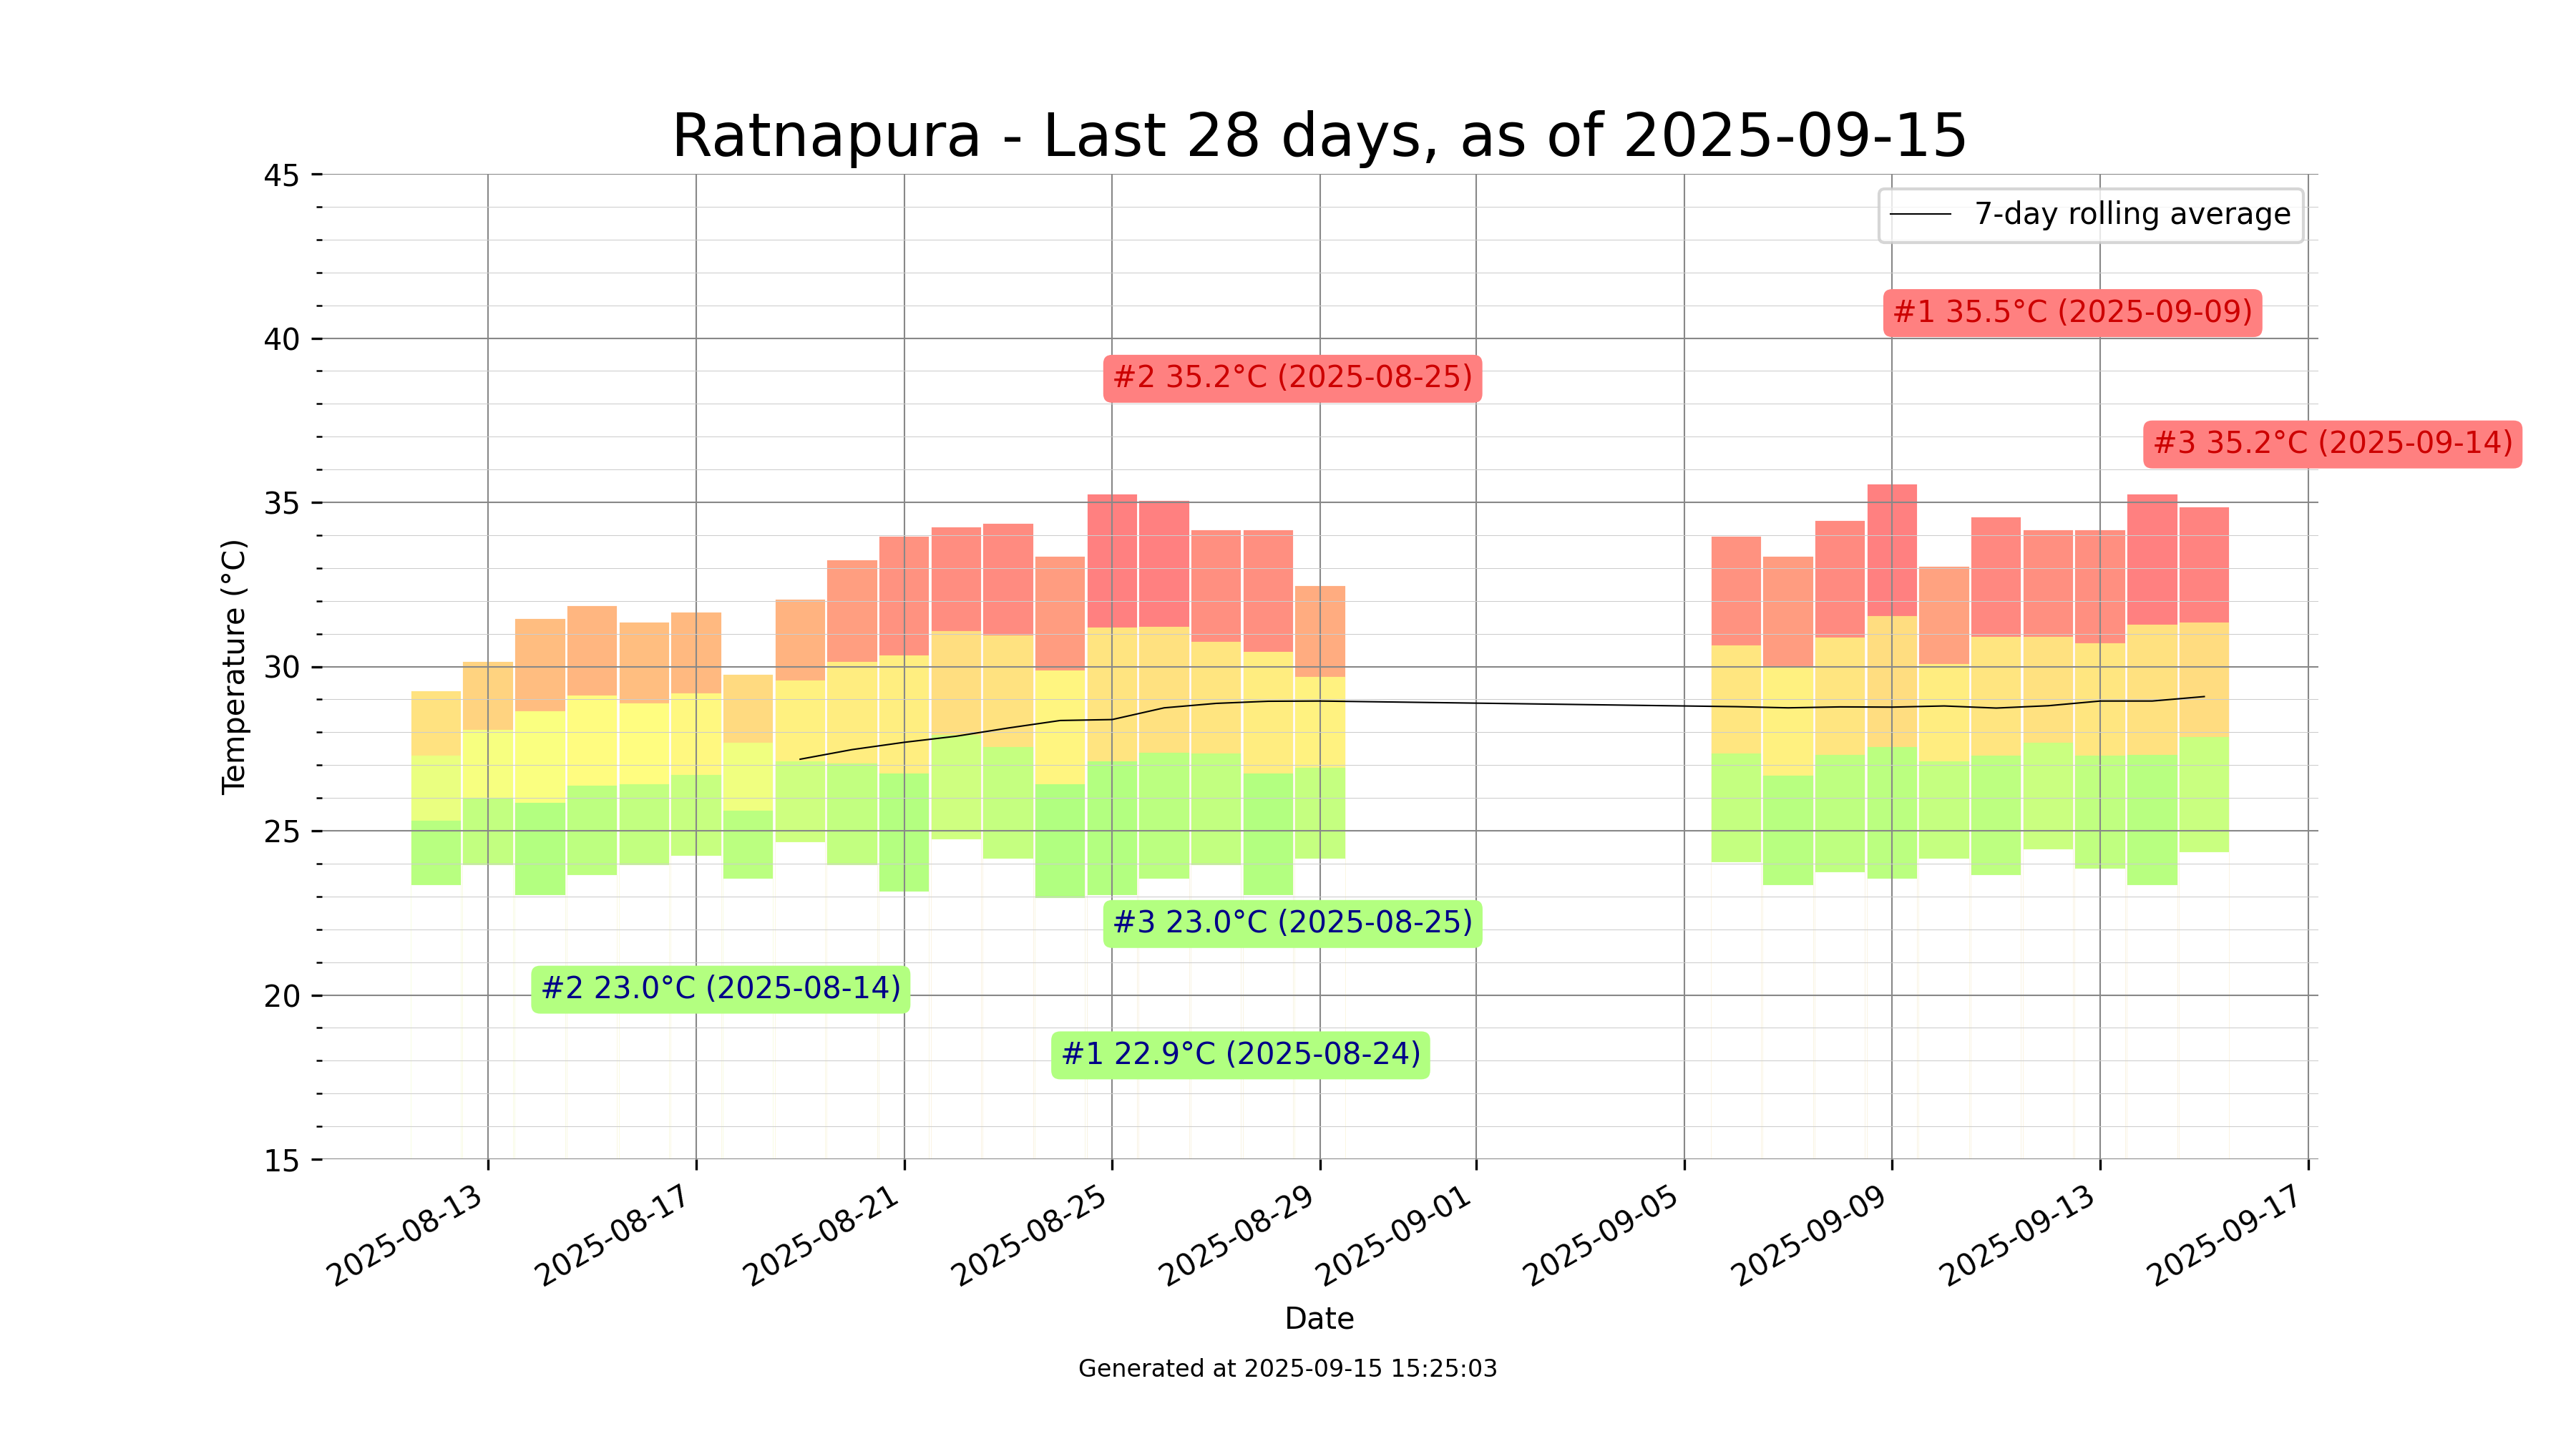 Ratnapura - Last 28 days, as of 2025-09-15
45
7-day rolling average
#1 35.5°C (2025-09-09)
40
#2 35.2°C (2025-08-25)
#3 35.2°C (2025-09-14)
35
Temperature (°C)
30
25
#3 23.0°C (2025-08-25)
#2 23.0°C (2025-08-14)
20
#1 22.9°C (2025-08-24)
15
2025-08-13
2025-08-17
2025-08-21
2025-08-25
2025-08-29
2025-09-01
2025-09-05
2025-09-09
2025-09-13
2025-09-17
Date
Generated at 2025-09-15 15:25:03